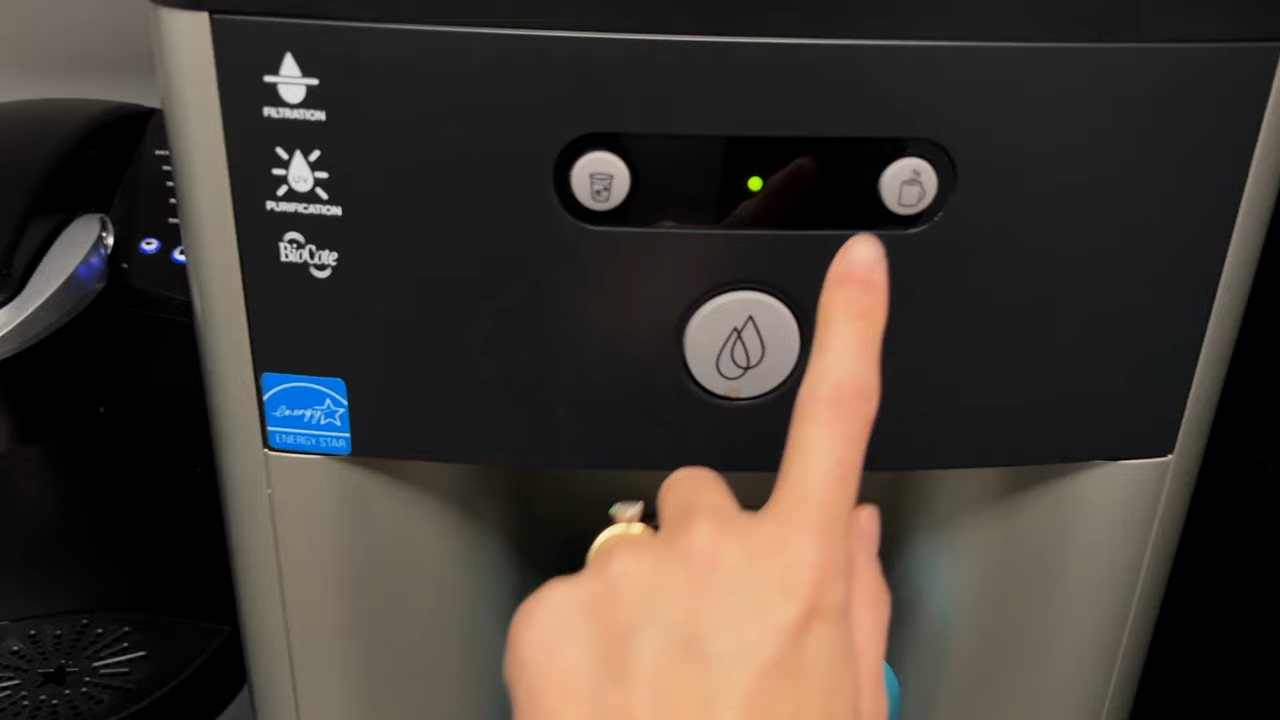 FILTRATION
UV
PURIFICATION
BioCote
energy
ENERGY STAR